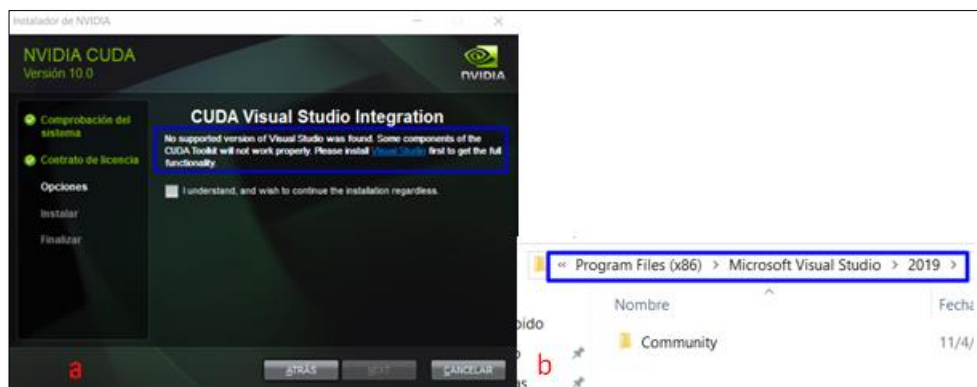 Instalador de NVIDIA
NVIDIA CUDA
Versión 10.0
NVIDIA
Comprobación del
sistema
Contrato de licencia
Opciones
Instalar
Finalizar
CUDA Visual Studio Integration
No supported version of Visual Studio was found. Some components of the
CUDA Toolkit will not work properly. Please install Visual Studio first to get the full
functionality.
I understand, and wish to continue the installation regardless.
a
ATRÁS NEXT CANCELAR
« Program Files (x86) > Microsoft Visual Studio > 2019 >
Nombre Fecha
pido
Community 11/4/
b
as